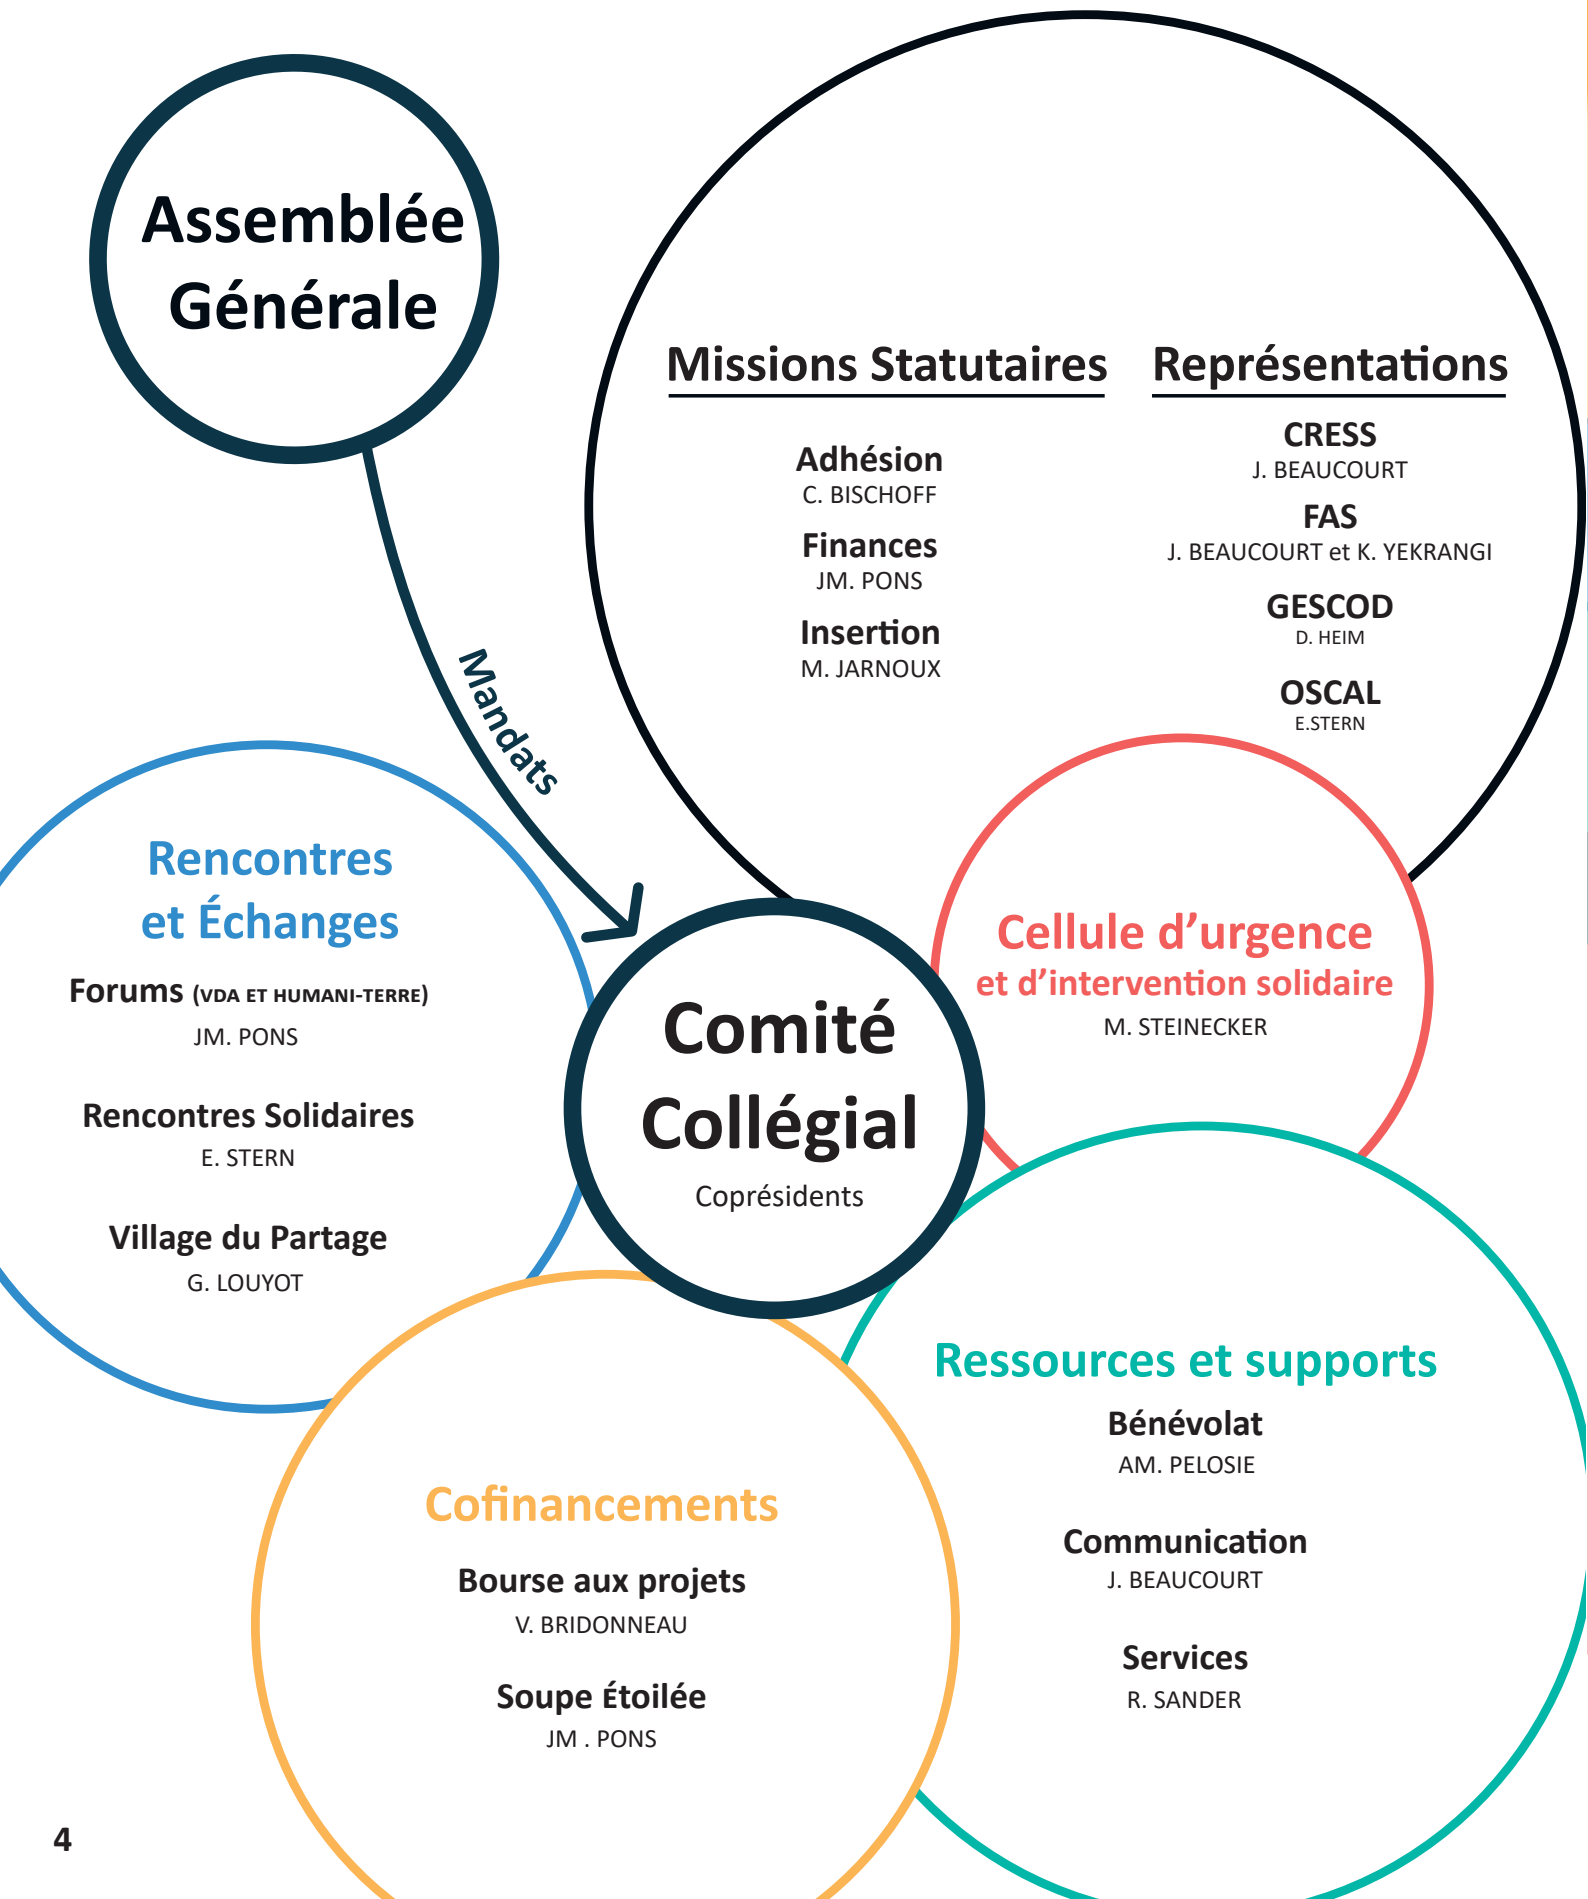 Assemblée
Générale
Missions Statutaires
Adhésion
C. BISCHOFF
Finances
JM. PONS
Insertion
M. JARNOUX
Représentations
CRESS
J. BEAUCOURT
FAS
J. BEAUCOURT et K. YEKRANGI
GESCOD
D. HEIM
OSCAL
E.STERN
Mandats
Rencontres
et Échanges
Forums (VDA ET HUMANI-TERRE)
JM. PONS
Rencontres Solidaires
E. STERN
Village du Partage
G. LOUYOT
Comité
Collégial
Coprésidents
Cellule d’urgence
et d’intervention solidaire
M. STEINECKER
Ressources et supports
Bénévolat
AM. PELOSIE
Communication
J. BEAUCOURT
Services
R. SANDER
Cofinancements
Bourse aux projets
V. BRIDONNEAU
Soupe Étoilée
JM . PONS
4